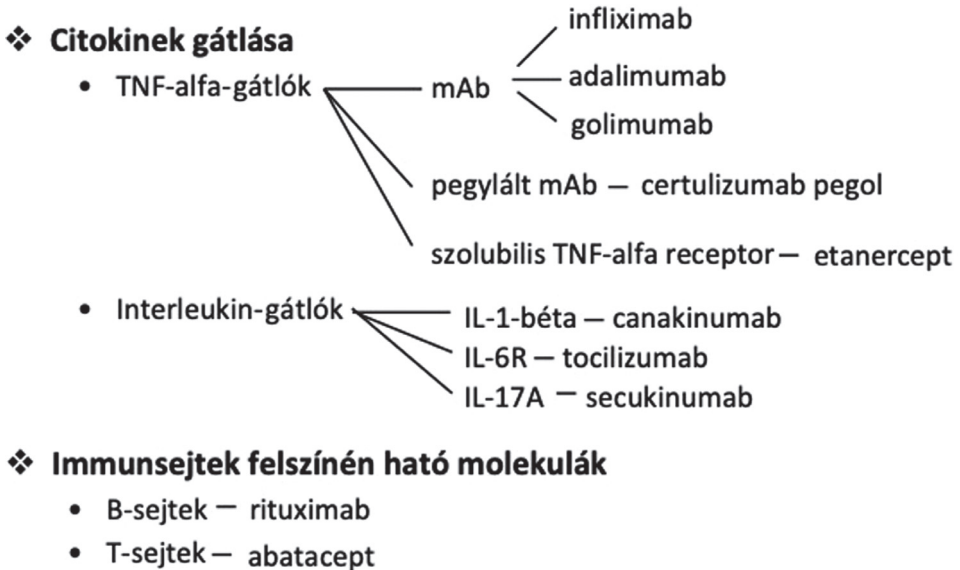 ❖ Citokinek gátlása
• TNF-alfa-gátlók
mAb
infliximab
adalimumab
golimumab
pegylált mAb – certulizumab pegol
szolubilis TNF-alfa receptor – etanercept
• Interleukin-gátlók
IL-1-béta – canakinumab
IL-6R – tocilizumab
IL-17A – secukinumab
❖ Immunsejtek felszínén ható molekulák
• B-sejtek – rituximab
• T-sejtek – abatacept